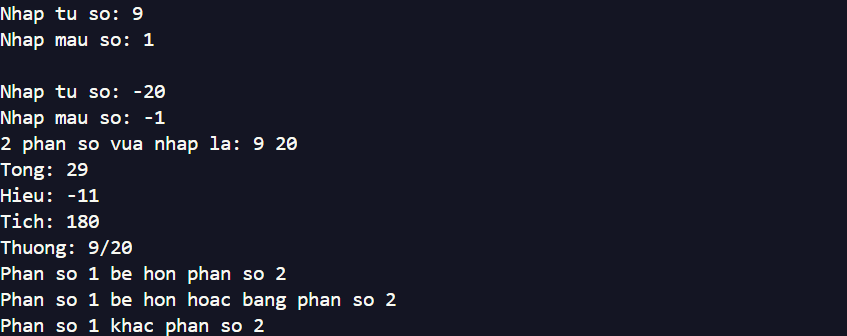 Nhap tu so: 9
Nhap mau so: 1
Nhap tu so: -20
Nhap mau so: -1
2 phan so vua nhap la: 9 20
Tong: 29
Hieu: -11
Tich: 180
Thuong: 9/20
Phan so 1 be hon phan so 2
Phan so 1 be hon hoac bang phan so 2
Phan so 1 khac phan so 2